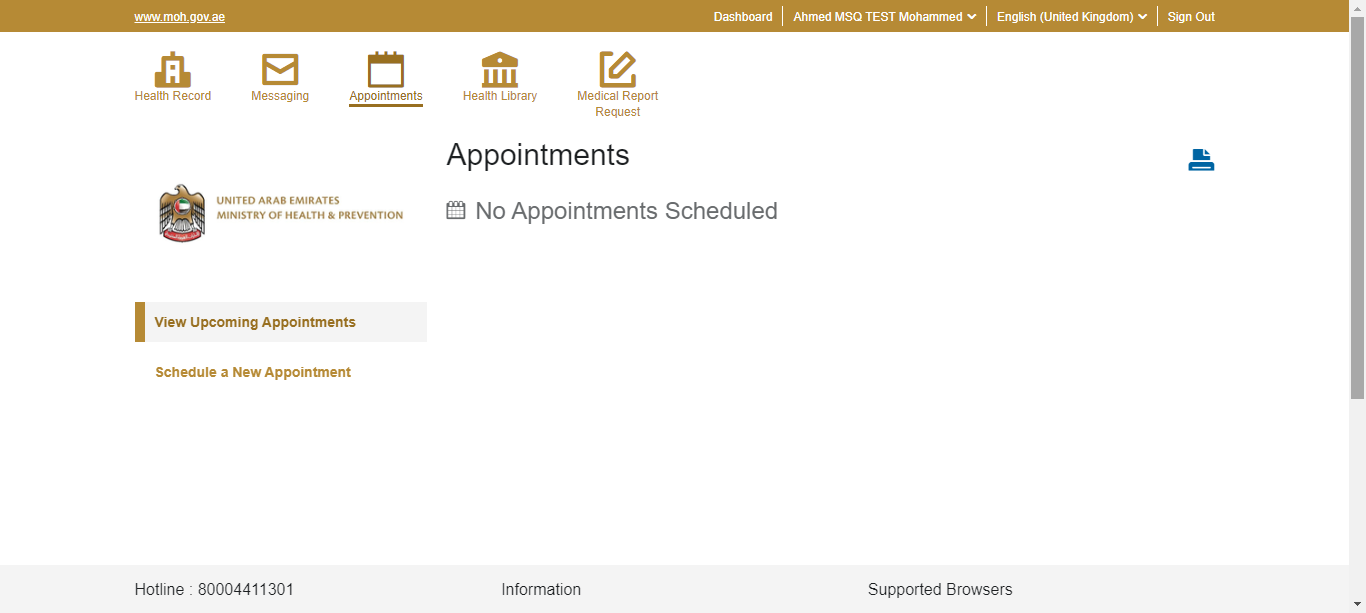 www.moh.gov.ae
Dashboard
Ahmed MSQ TEST Mohammed
English (United Kingdom)
Sign Out
Health Record
Messaging
Appointments
Health Library
Medical Report
Request
Appointments
UNITED ARAB EMIRATES
MINISTRY OF HEALTH & PREVENTION
No Appointments Scheduled
View Upcoming Appointments
Schedule a New Appointment
Hotline : 80004411301
Information
Supported Browsers